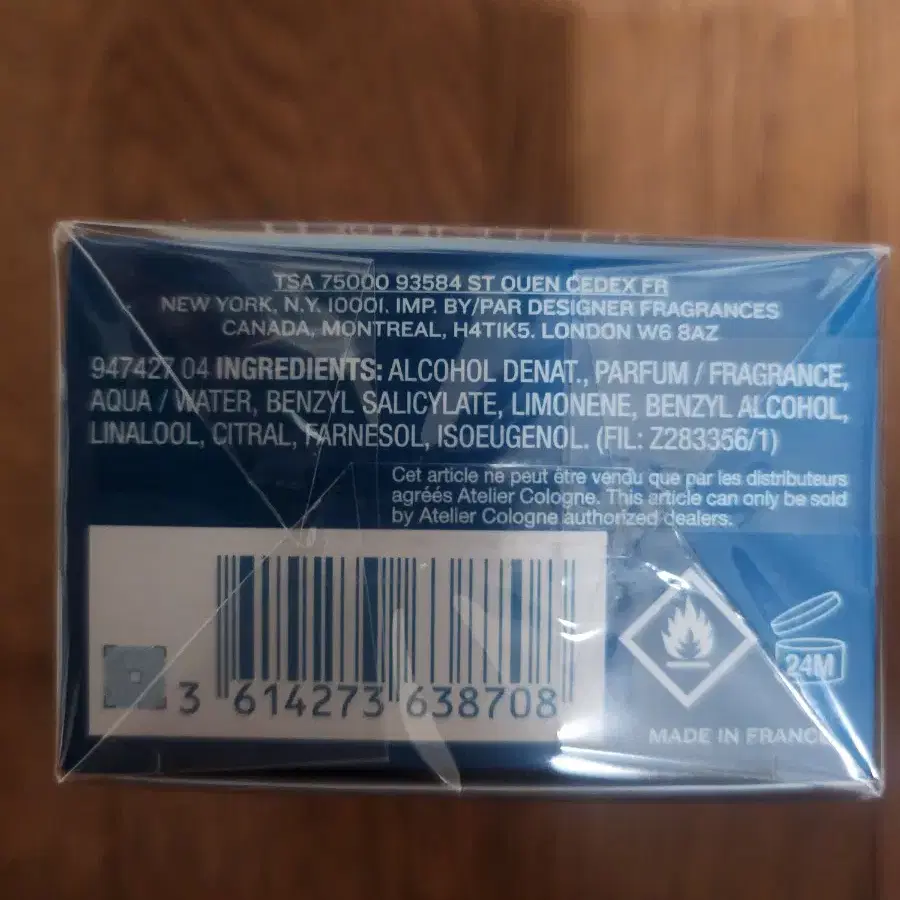 TSA 75000 93584 ST OUEN CEDEX FR
NEW YORK, N.Y. 10001. IMP. BY/PAR DESIGNER FRAGRANCES
CANADA, MONTREAL, H4T1K5. LONDON W6 8AZ
947427 04 INGREDIENTS: ALCOHOL DENAT., PARFUM / FRAGRANCE,
AQUA / WATER, BENZYL SALICYLATE, LIMONENE, BENZYL ALCOHOL,
LINALOOL, CITRAL, FARNESOL, ISOEUGENOL. (FIL: Z283356/1)
Cet article ne peut être vendu que par les distributeurs
agréés Atelier Cologne. This article can only be sold
by Atelier Cologne authorized dealers.
3 614273 638708
24M
MADE IN FRANCE